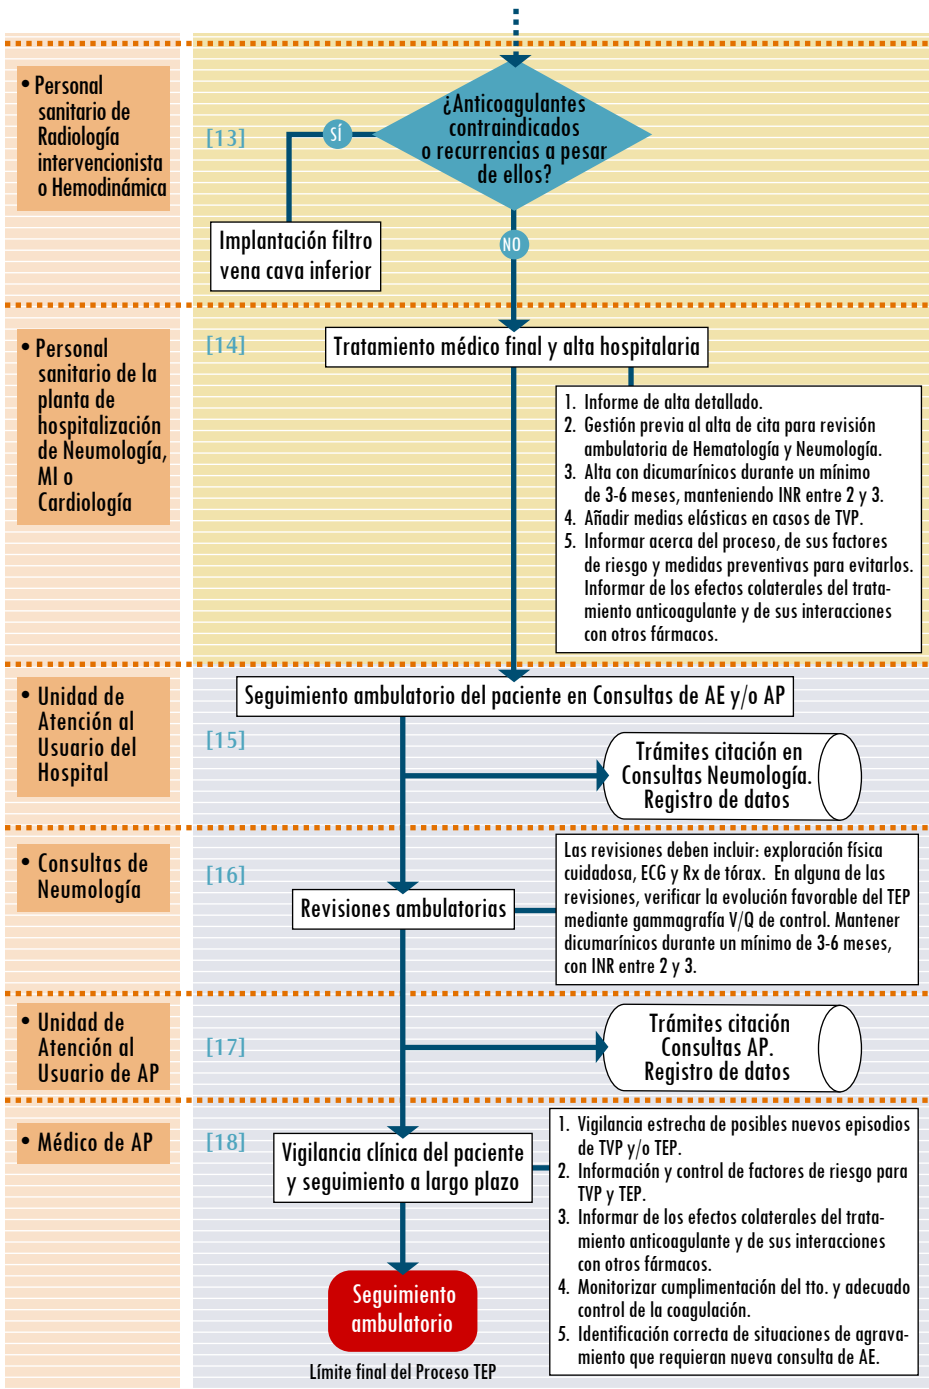 • Personal
sanitario de
Radiología
intervencionista
o Hemodinámica
[13]
¿Anticoagulantes
contraindicados
o recurrencias a pesar
de ellos?
SÍ
Implantación filtro
vena cava inferior
NO
• Personal
sanitario de la
planta de
hospitalización
de Neumología,
MI o
Cardiología
[14]
Tratamiento médico final y alta hospitalaria
1. Informe de alta detallado.
2. Gestión previa al alta de cita para revisión
ambulatoria de Hematología y Neumología.
3. Alta con dicumarínicos durante un mínimo
de 3-6 meses, manteniendo INR entre 2 y 3.
4. Añadir medias elásticas en casos de TVP.
5. Informar acerca del proceso, de sus factores
de riesgo y medidas preventivas para evitarlos.
Informar de los efectos colaterales del trata-
miento anticoagulante y de sus interacciones
con otros fármacos.
• Unidad de
Atención al
Usuario del
Hospital
Seguimiento ambulatorio del paciente en Consultas de AE y/o AP
[15]
Trámites citación en
Consultas Neumología.
Registro de datos
• Consultas de
Neumología
[16]
Revisiones ambulatorias
Las revisiones deben incluir: exploración física
cuidadosa, ECG y Rx de tórax. En alguna de las
revisiones, verificar la evolución favorable del TEP
mediante gammagrafía V/Q de control. Mantener
dicumarínicos durante un mínimo de 3-6 meses,
con INR entre 2 y 3.
• Unidad de
Atención al
Usuario de AP
[17]
Trámites citación
Consultas AP.
Registro de datos
• Médico de AP
[18]
Vigilancia clínica del paciente
y seguimiento a largo plazo
1. Vigilancia estrecha de posibles nuevos episodios
de TVP y/o TEP.
2. Información y control de factores de riesgo para
TVP y TEP.
3. Informar de los efectos colaterales del trata-
miento anticoagulante y de sus interacciones
con otros fármacos.
4. Monitorizar cumplimentación del tto. y adecuado
control de la coagulación.
5. Identificación correcta de situaciones de agrava-
miento que requieran nueva consulta de AE.
Seguimiento
ambulatorio
Límite final del Proceso TEP